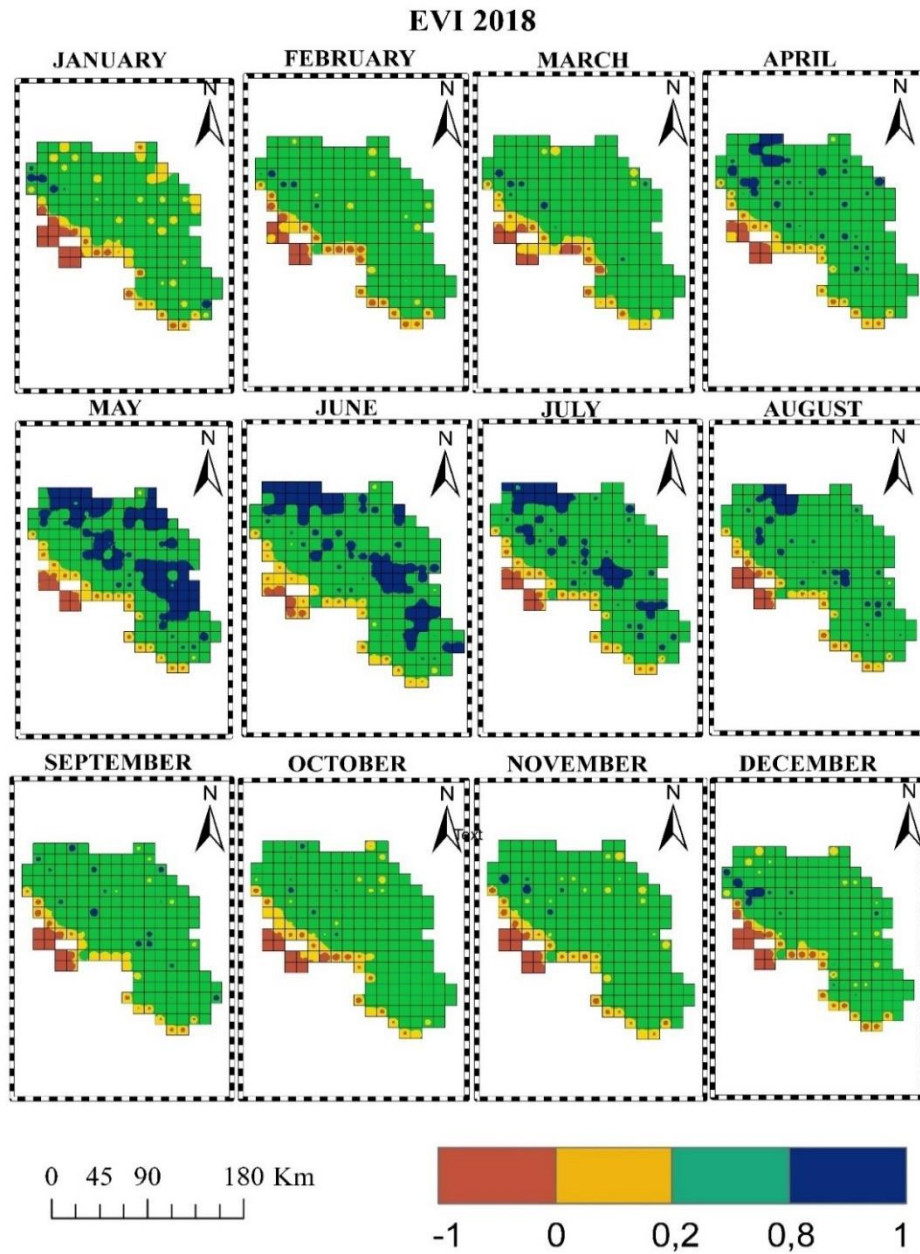 EVI 2018
JANUARY FEBRUARY MARCH APRIL
N N N N
MAY JUNE JULY AUGUST
N N N N
SEPTEMBER OCTOBER NOVEMBER DECEMBER
N N N N
Text
0 45 90 180 Km
-1 0 0,2 0,8 1